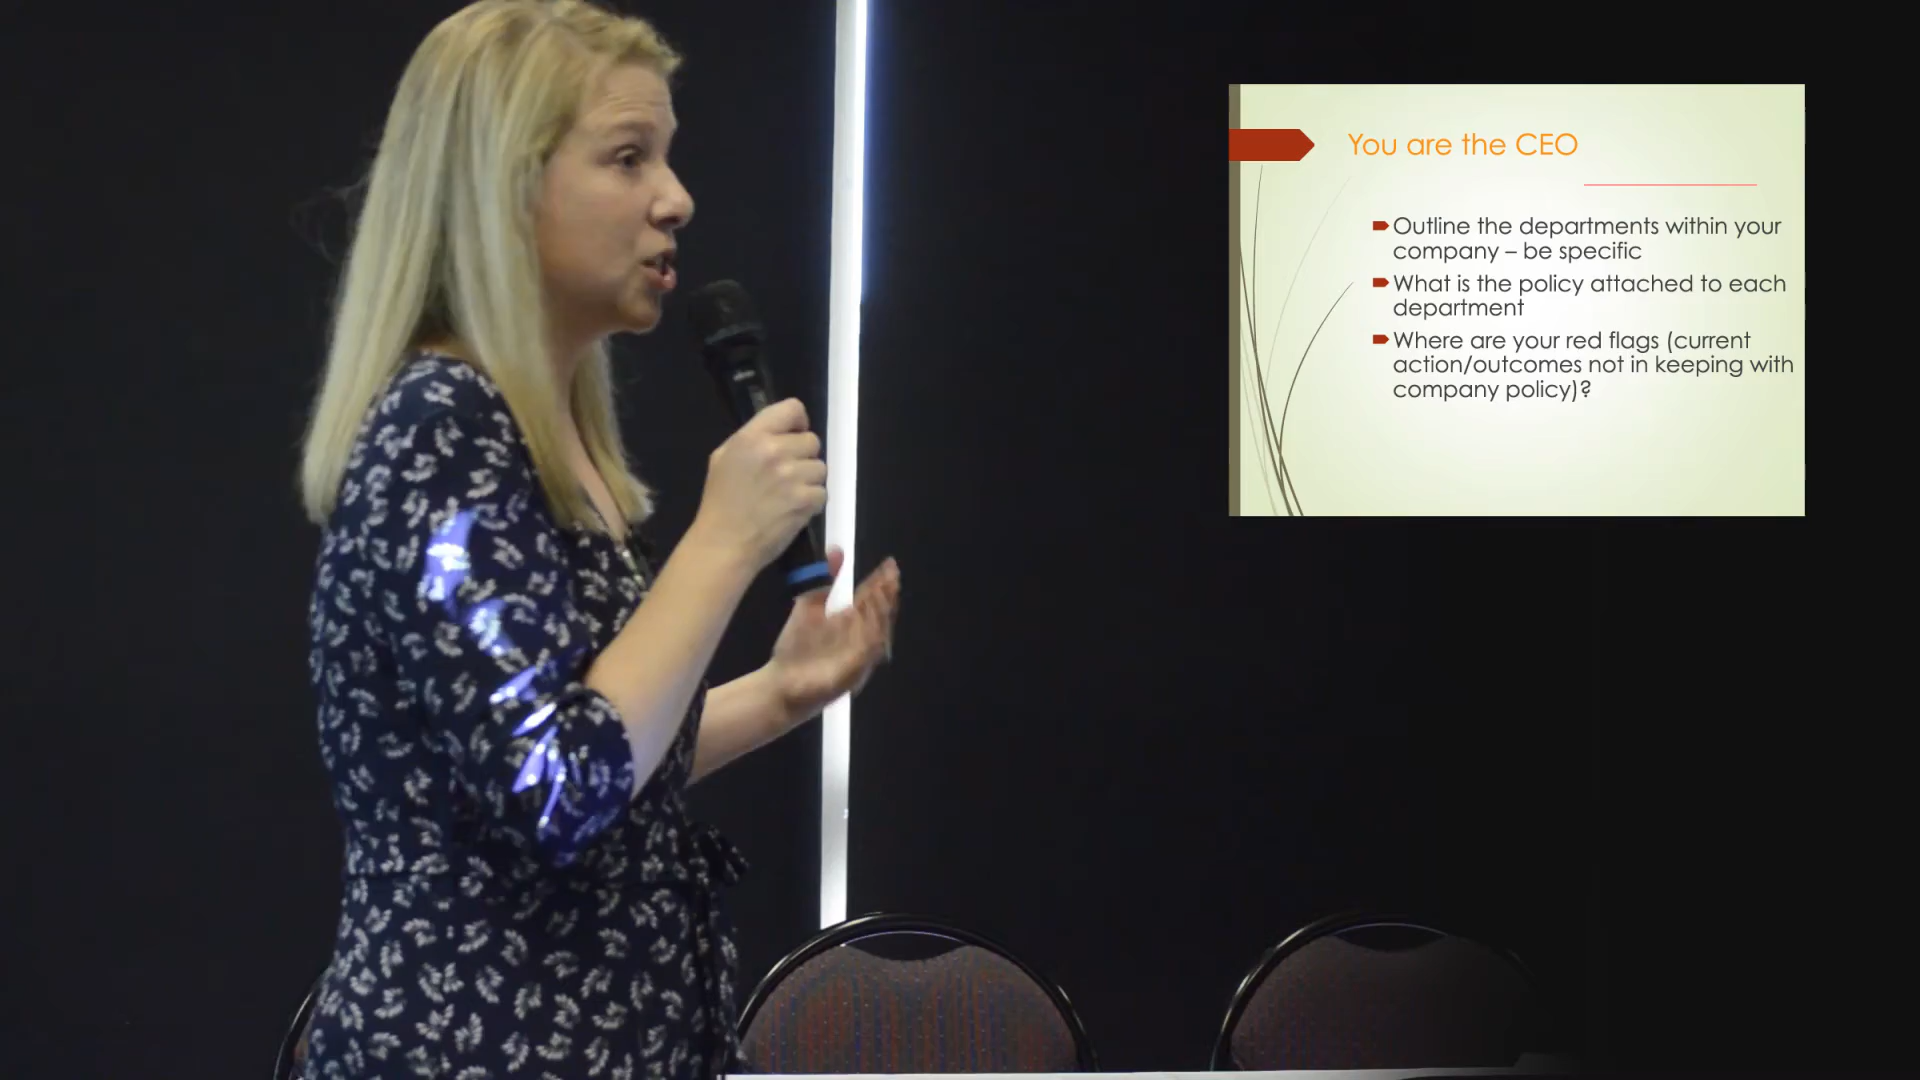 You are the CEO
Outline the departments within your
company – be specific
What is the policy attached to each
department
Where are your red flags (current
action/outcomes not in keeping with
company policy)?